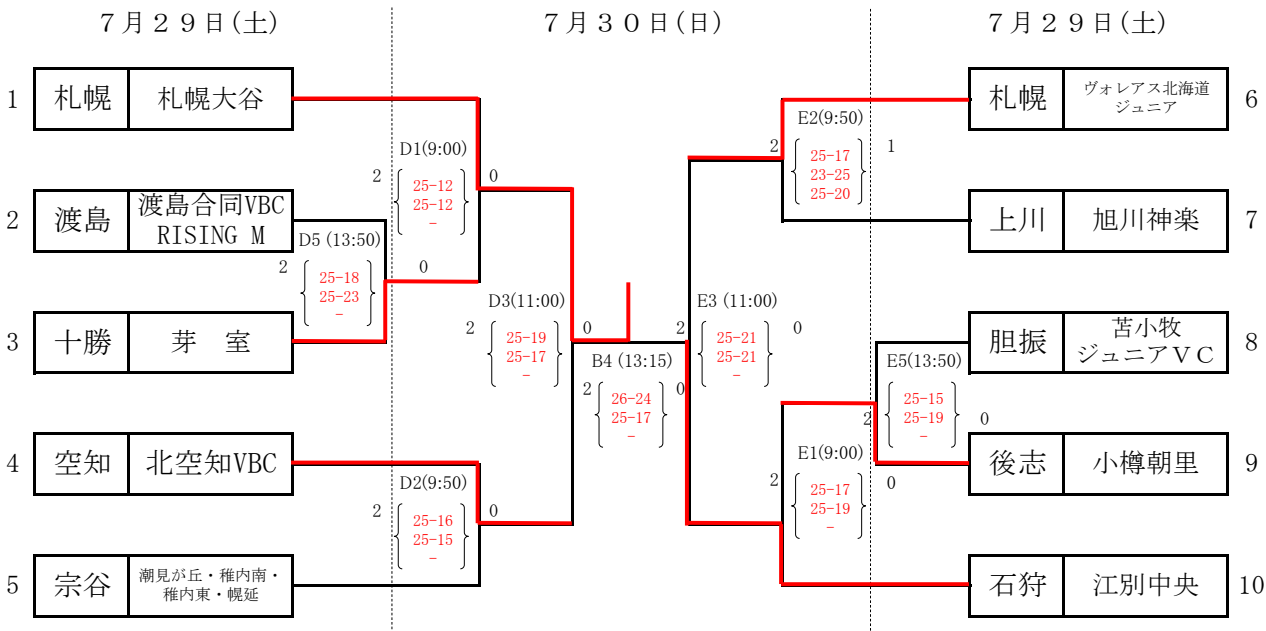 7月29日(土)
7月30日(日)
7月29日(土)
1 札幌 札幌大谷
2 渡島 渡島合同VBC
RISING M
3 十勝 芽 室
4 空知 北空知VBC
5 宗谷 潮見が丘・稚内南・
稚内東・幌延
D5 (13:50)
2 0
25-18
25-23
-
D1(9:00)
2 0
25-12
25-12
-
D2(9:50)
2 0
25-16
25-15
-
D3(11:00)
2 0
25-19
25-17
-
B4 (13:15)
2 0
26-24
25-17
-
E3 (11:00)
2 0
25-21
25-21
-
E2(9:50)
2 1
25-17
23-25
25-20
E1(9:00)
2 0
25-17
25-19
-
E5(13:50)
2 0
25-15
25-19
-
札幌 ヴォレアス北海道
ジュニア 6
上川 旭川神楽 7
胆振 苫小牧
ジュニアVC 8
後志 小樽朝里 9
石狩 江別中央 10